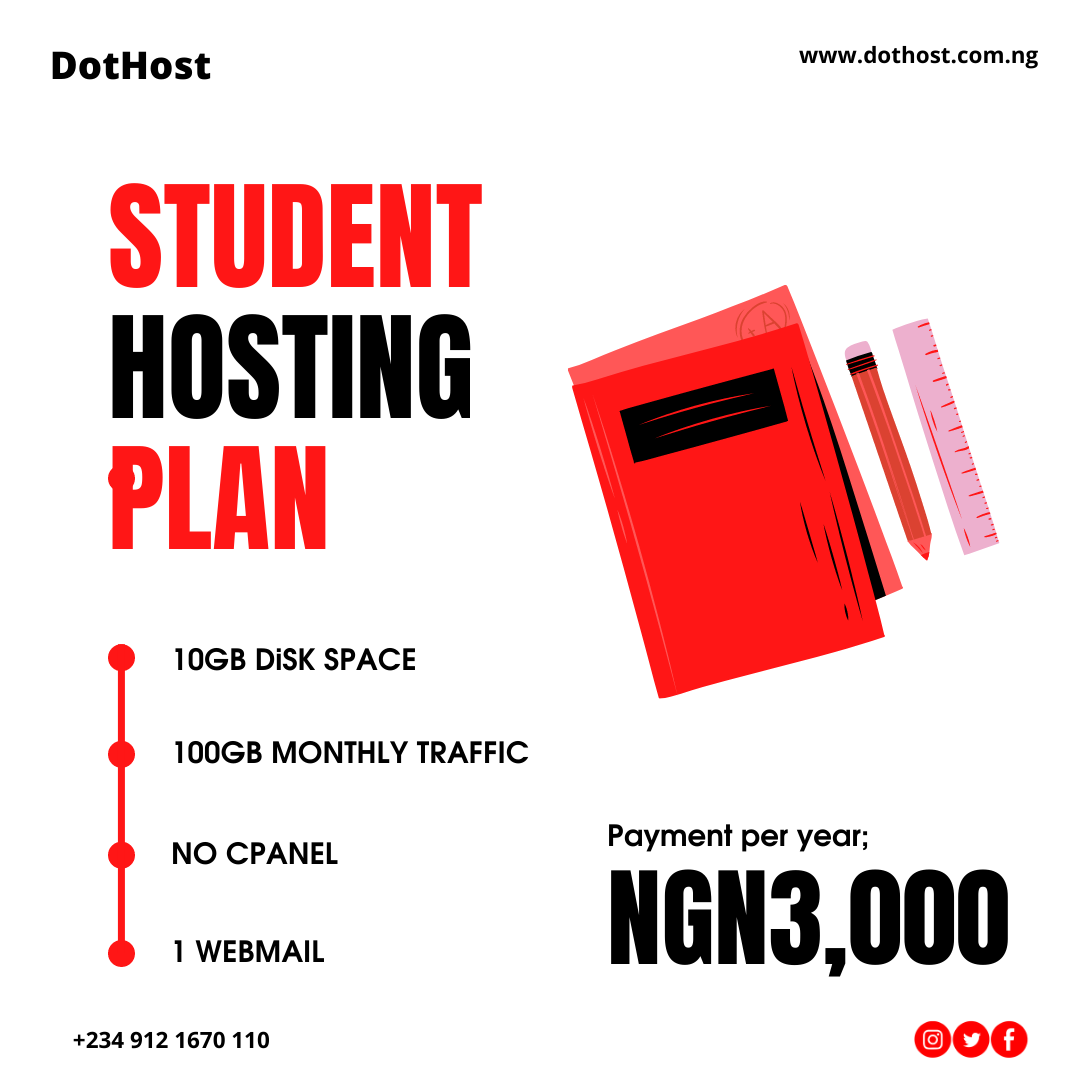 DotHost
www.dothost.com.ng
STUDENT
HOSTING
PLAN
A+
10GB DiSK SPACE
100GB MONTHLY TRAFFIC
NO CPANEL
1 WEBMAIL
Payment per year;
NGN3,000
+234 912 1670 110